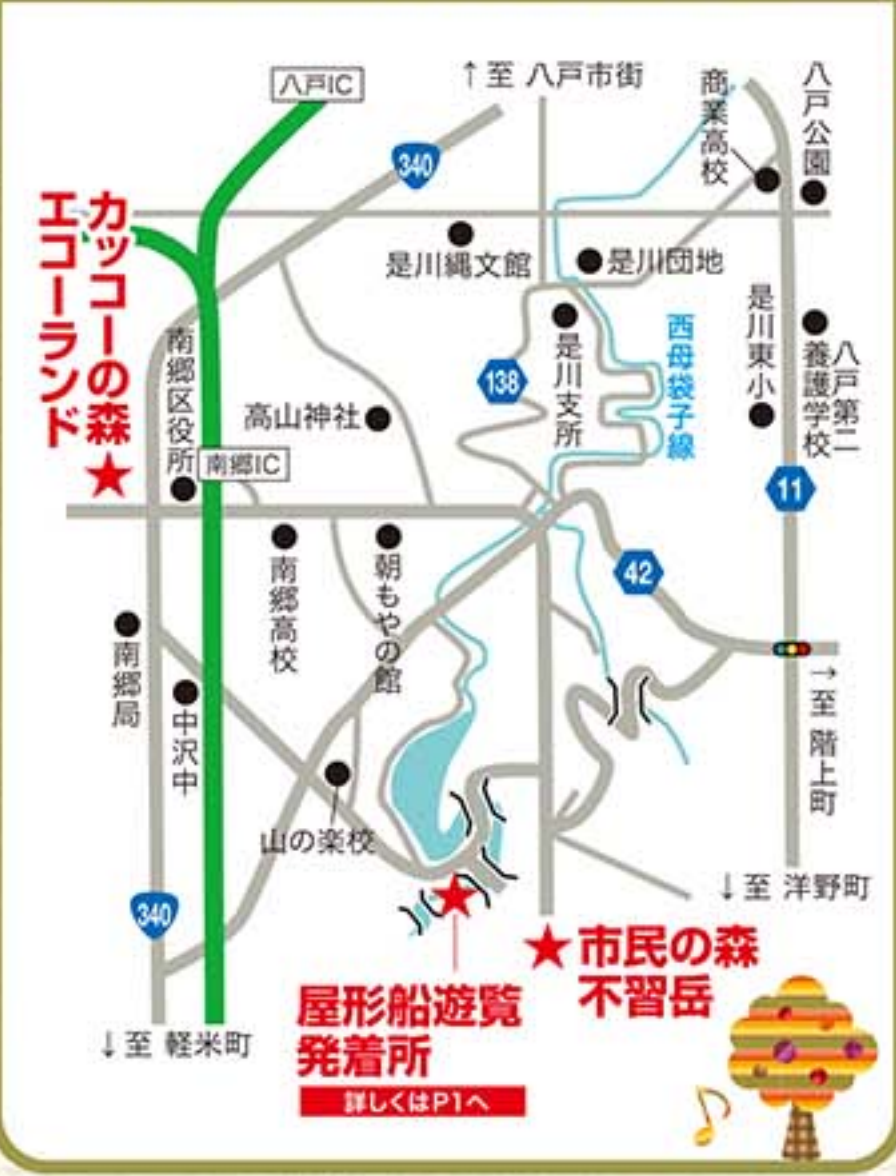 八戸IC
↑至 八戸市街
商業高校
八戸公園
340
カッコーの森
エコーランド
是川縄文館
是川団地
南郷区役所
是川支所
西母袋子線
是川東小
八戸第二
養護学校
138
高山神社
南郷IC
11
南郷高校
朝もやの館
42
南郷局
中沢中
→至 階上町
山の楽校
↓至 洋野町
340
市民の森
不習岳
屋形船遊覧
発着所
詳しくはP1へ
↓至 軽米町